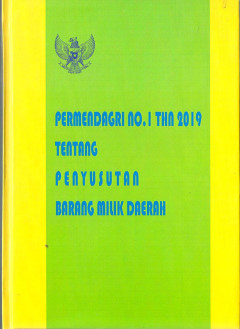 PERMENDAGRI NO.1 THN 2019
TENTANG
PENYUSUTAN
BARANG MILIK DAERAH